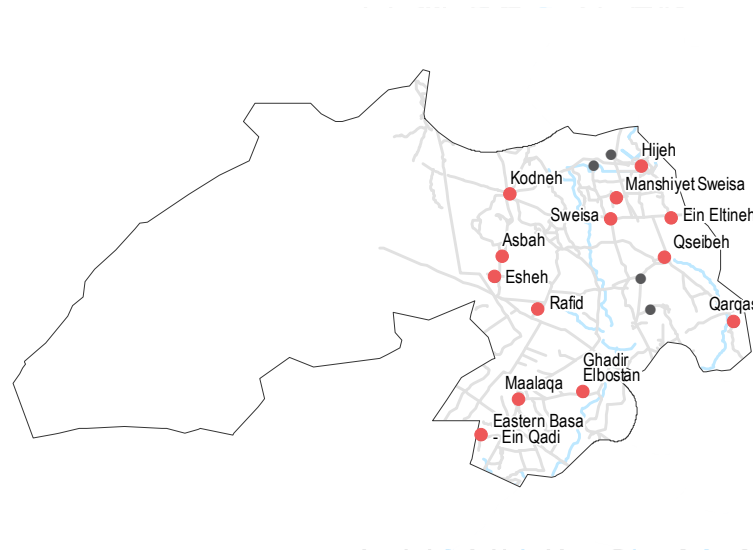 Hijeh
Kodneh
Manshiyet Sweisa
Sweisa
Ein Eltineh
Asbah
Qseibeh
Esheh
Rafid
Qarqas
Ghadir
Elbostan
Maalaqa
Eastern Basa
- Ein Qadi